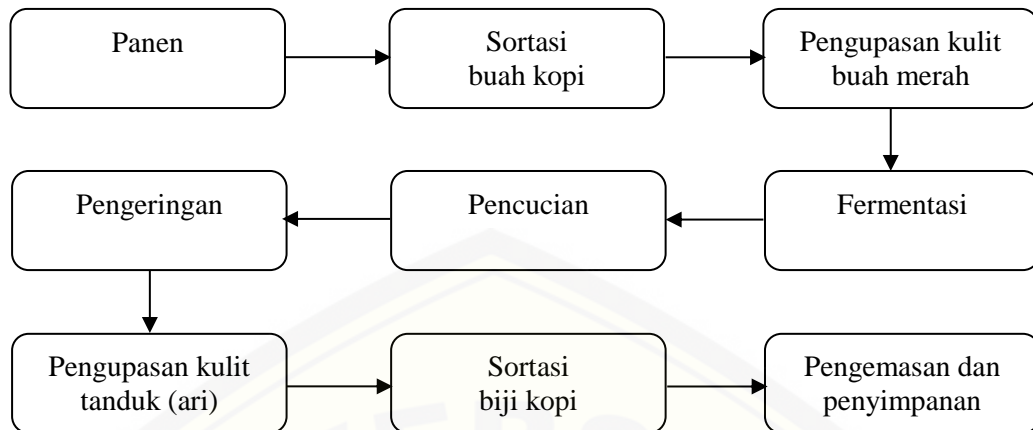 Panen
Sortasi
buah kopi
Pengupasan kulit
buah merah
Fermentasi
Pencucian
Pengeringan
Pengupasan kulit
tanduk (ari)
Sortasi
biji kopi
Pengemasan dan
penyimpanan